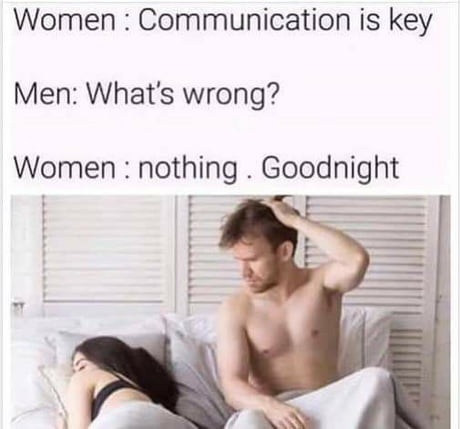 Women : Communication is key
Men: What's wrong?
Women : nothing . Goodnight